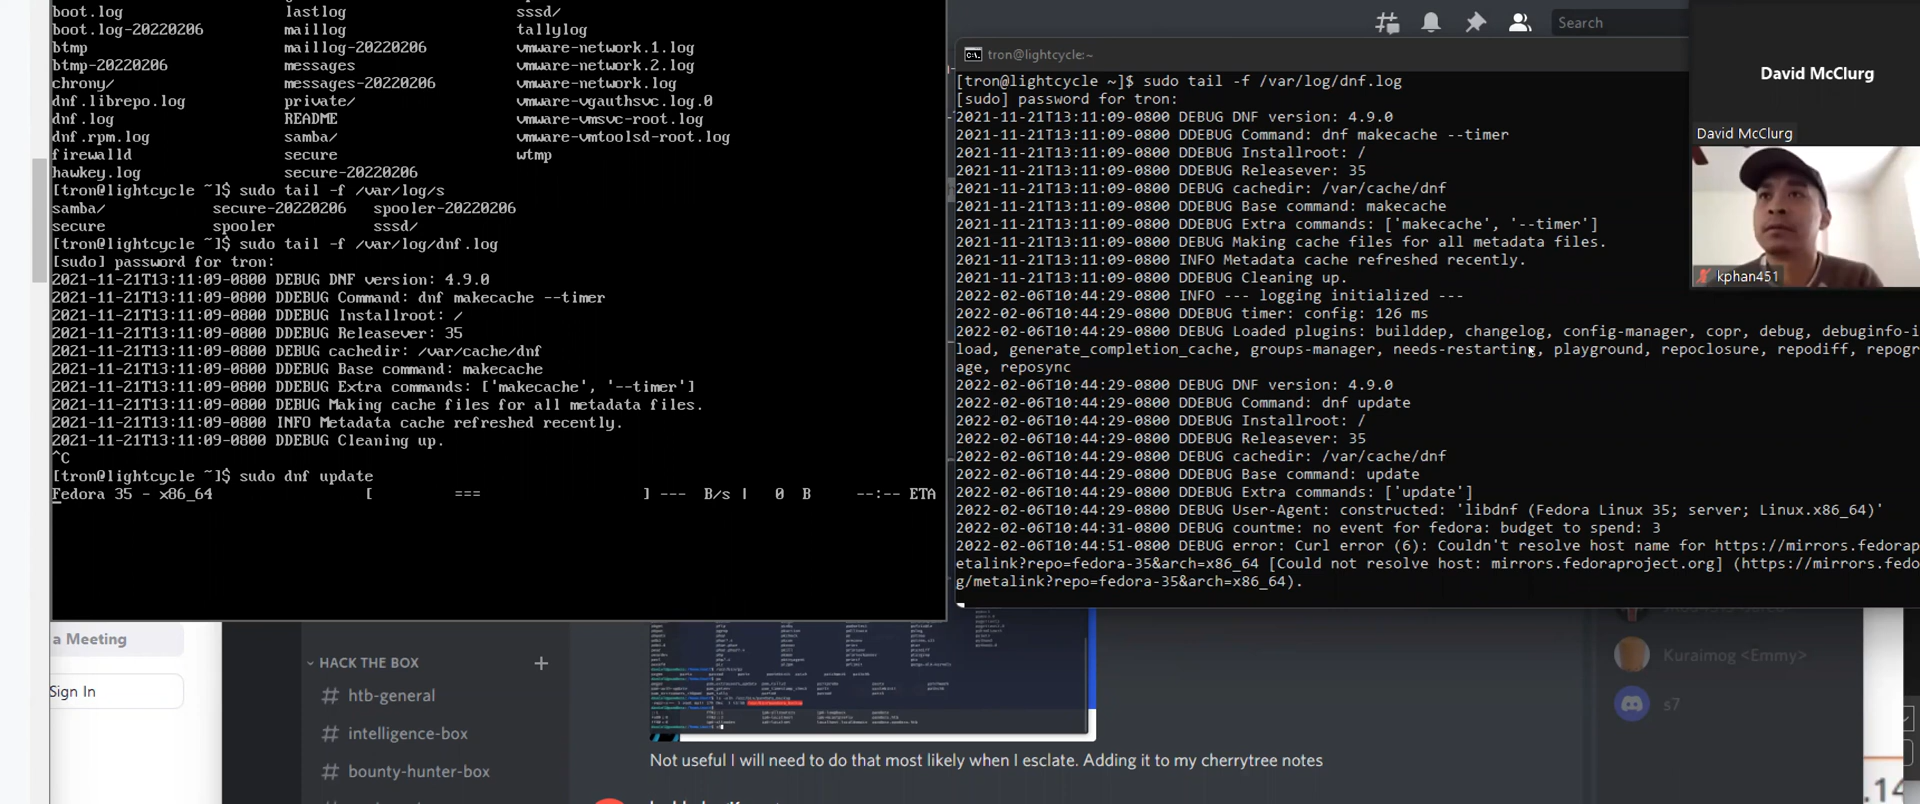 boot.log lastlog sssd/
boot.log-20220206 maillog tallylog
btmp maillog-20220206 vmware-network.1.log
btmp-20220206 messages vmware-network.2.log
chrony/ messages-20220206 vmware-network.log
dnf.librepo.log private/ vmware-vgauthsvc.log.0
dnf.log README vmware-vmsvc-root.log
dnf.rpm.log samba/ vmware-vmtoolsd-root.log
firewalld secure wtmp
hawkey.log secure-20220206
[tron@lightcycle ~]$ sudo tail -f /var/log/s
samba/ secure-20220206 spooler-20220206
secure spooler sssd/
[tron@lightcycle ~]$ sudo tail -f /var/log/dnf.log
[sudo] password for tron:
2021-11-21T13:11:09-0800 DEBUG DNF version: 4.9.0
2021-11-21T13:11:09-0800 DDEBUG Command: dnf makecache --timer
2021-11-21T13:11:09-0800 DDEBUG Installroot: /
2021-11-21T13:11:09-0800 DDEBUG Releasever: 35
2021-11-21T13:11:09-0800 DEBUG cachedir: /var/cache/dnf
2021-11-21T13:11:09-0800 DDEBUG Base command: makecache
2021-11-21T13:11:09-0800 DDEBUG Extra commands: ['makecache', '--timer']
2021-11-21T13:11:09-0800 DEBUG Making cache files for all metadata files.
2021-11-21T13:11:09-0800 INFO Metadata cache refreshed recently.
2021-11-21T13:11:09-0800 DDEBUG Cleaning up.
^C
[tron@lightcycle ~]$ sudo dnf update
Fedora 35 - x86_64 [ === ] --- B/s | 0 B --:-- ETA
Search
tron@lightcycle:~
[tron@lightcycle ~]$ sudo tail -f /var/log/dnf.log
[sudo] password for tron:
2021-11-21T13:11:09-0800 DEBUG DNF version: 4.9.0
2021-11-21T13:11:09-0800 DDEBUG Command: dnf makecache --timer
2021-11-21T13:11:09-0800 DDEBUG Installroot: /
2021-11-21T13:11:09-0800 DDEBUG Releasever: 35
2021-11-21T13:11:09-0800 DEBUG cachedir: /var/cache/dnf
2021-11-21T13:11:09-0800 DDEBUG Base command: makecache
2021-11-21T13:11:09-0800 DDEBUG Extra commands: ['makecache', '--timer']
2021-11-21T13:11:09-0800 DEBUG Making cache files for all metadata files.
2021-11-21T13:11:09-0800 INFO Metadata cache refreshed recently.
2021-11-21T13:11:09-0800 DDEBUG Cleaning up.
2022-02-06T10:44:29-0800 INFO --- logging initialized ---
2022-02-06T10:44:29-0800 DDEBUG timer: config: 126 ms
2022-02-06T10:44:29-0800 DEBUG Loaded plugins: builddep, changelog, config-manager, copr, debug, debuginfo-i
load, generate_completion_cache, groups-manager, needs-restarting, playground, repoclosure, repodiff, repogr
age, reposync
2022-02-06T10:44:29-0800 DEBUG DNF version: 4.9.0
2022-02-06T10:44:29-0800 DDEBUG Command: dnf update
2022-02-06T10:44:29-0800 DDEBUG Installroot: /
2022-02-06T10:44:29-0800 DDEBUG Releasever: 35
2022-02-06T10:44:29-0800 DEBUG cachedir: /var/cache/dnf
2022-02-06T10:44:29-0800 DDEBUG Base command: update
2022-02-06T10:44:29-0800 DDEBUG Extra commands: ['update']
2022-02-06T10:44:29-0800 DEBUG User-Agent: constructed: 'libdnf (Fedora Linux 35; server; Linux.x86_64)'
2022-02-06T10:44:31-0800 DEBUG countme: no event for fedora: budget to spend: 3
2022-02-06T10:44:51-0800 DEBUG error: Curl error (6): Couldn't resolve host name for https://mirrors.fedorap
etalink?repo=fedora-35&arch=x86_64 [Could not resolve host: mirrors.fedoraproject.org] (https://mirrors.fedo
g/metalink?repo=fedora-35&arch=x86_64).
David McClurg
David McClurg
kphan451
a Meeting
Sign In
HACK THE BOX
htb-general
intelligence-box
bounty-hunter-box
Not useful I will need to do that most likely when I esclate. Adding it to my cherrytree notes
Kuraimog <Emmy>
s7
.14